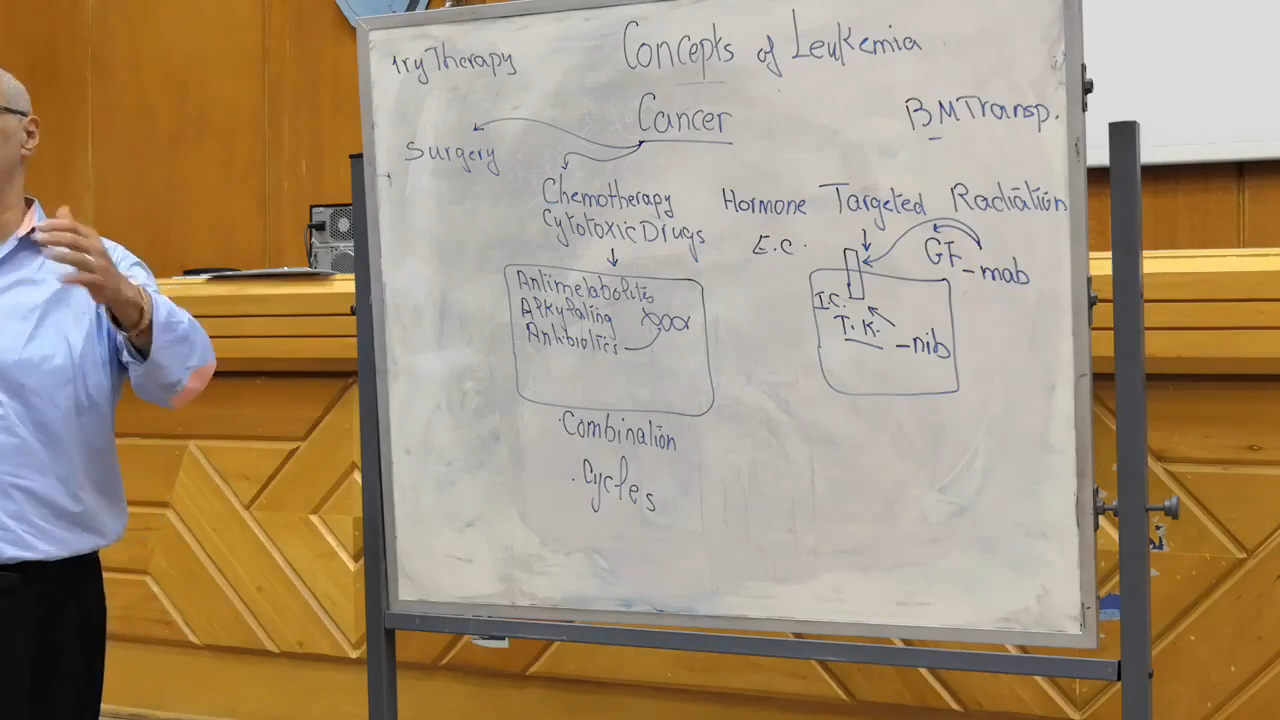 1ry Therapy
Concepts of Leukemia
Cancer
BM Transp.
Surgery
Chemotherapy
Cytotoxic Drugs
Hormone Targeted Radiation
E.C.
GF -mab
Antimetabolits
Alkylating
Antibiotics
I.C.
T.K.
-nib
.Combination
.Cycles